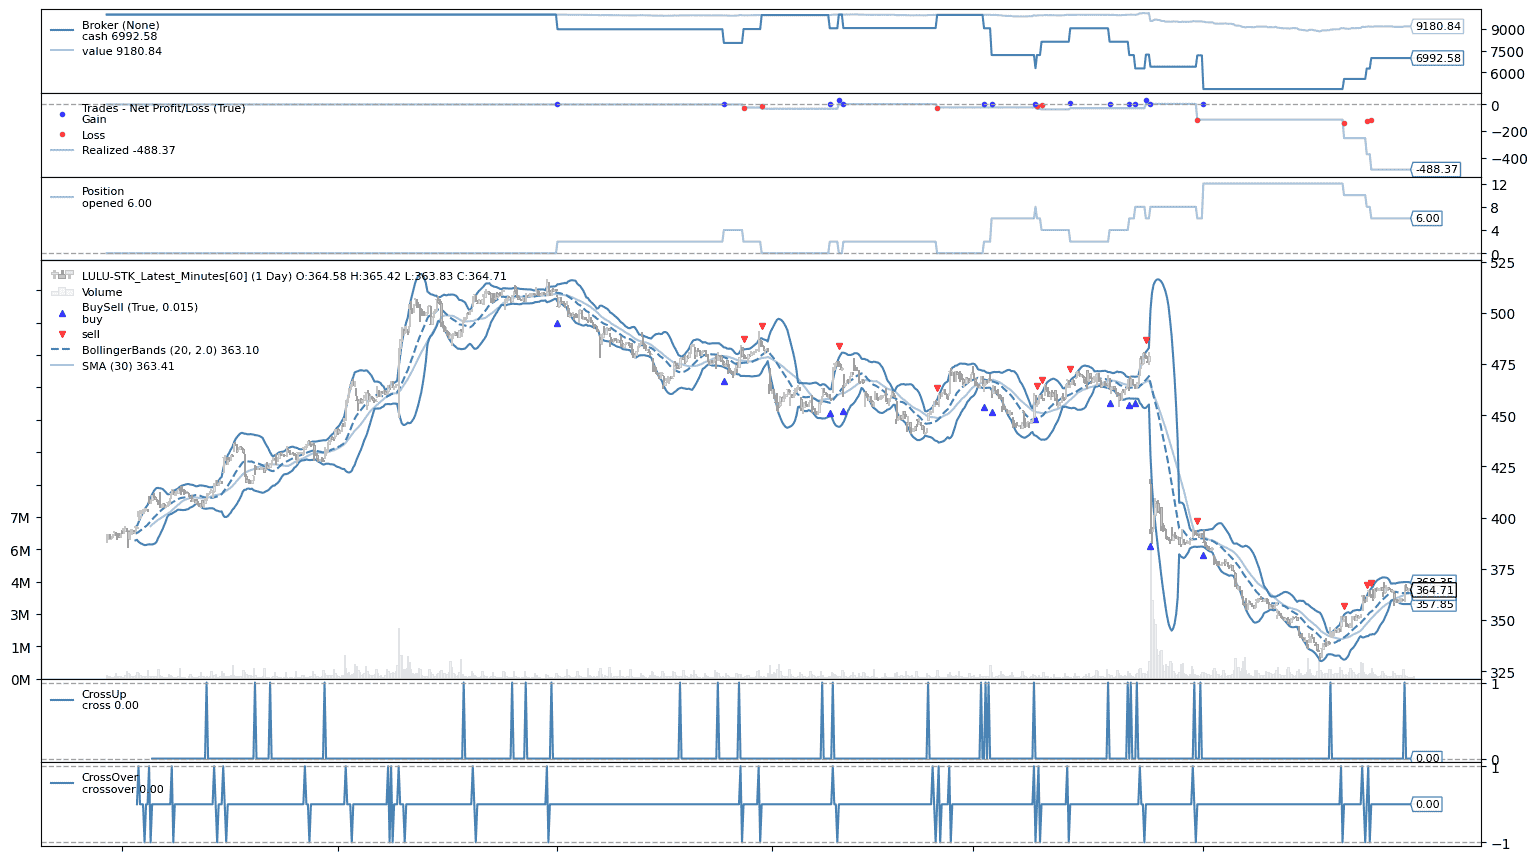 Broker (None)
cash 6992.58
value 9180.84
9180.84
6992.58
9000
7500
6000
Trades - Net Profit/Loss (True)
Gain
Loss
Realized -488.37
0
−200
−400
-488.37
Position
opened 6.00
12
8
4
0
6.00
LULU-STK_Latest_Minutes[60] (1 Day) O:364.58 H:365.42 L:363.83 C:364.71
Volume
BuySell (True, 0.015)
buy
sell
BollingerBands (20, 2.0) 363.10
SMA (30) 363.41
525
500
475
450
425
400
375
350
325
368.35
364.71
357.85
7M
6M
4M
3M
1M
0M
CrossUp
cross 0.00
1
0
0.00
CrossOver
crossover 0.00
1
0.00
−1